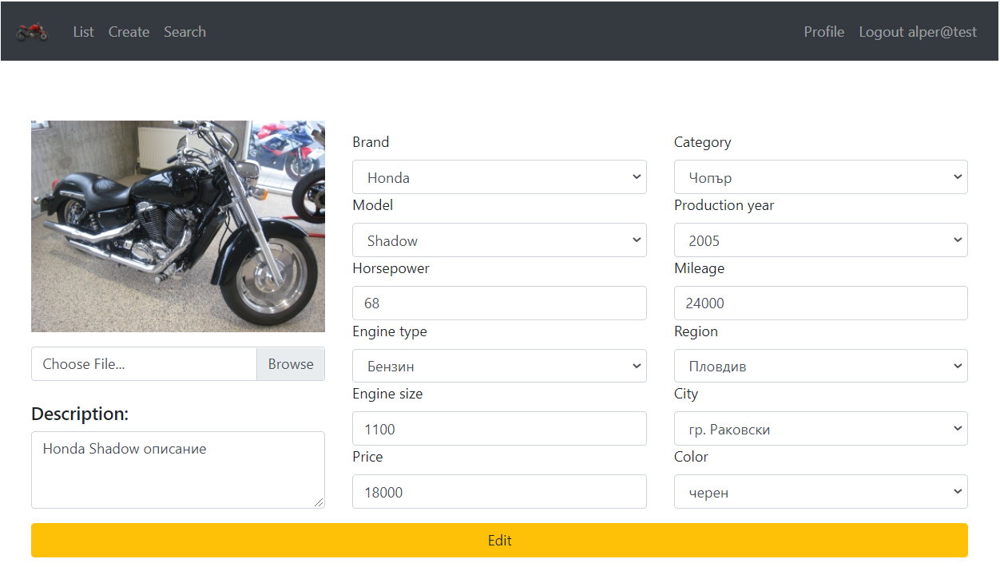 List Create Search Profile Logout alper@test
Choose File... Browse
Description:
Honda Shadow описание
Brand
Honda
Model
Shadow
Horsepower
68
Engine type
Бензин
Engine size
1100
Price
18000
Category
Чопър
Production year
2005
Mileage
24000
Region
Пловдив
City
гр. Раковски
Color
черен
Edit